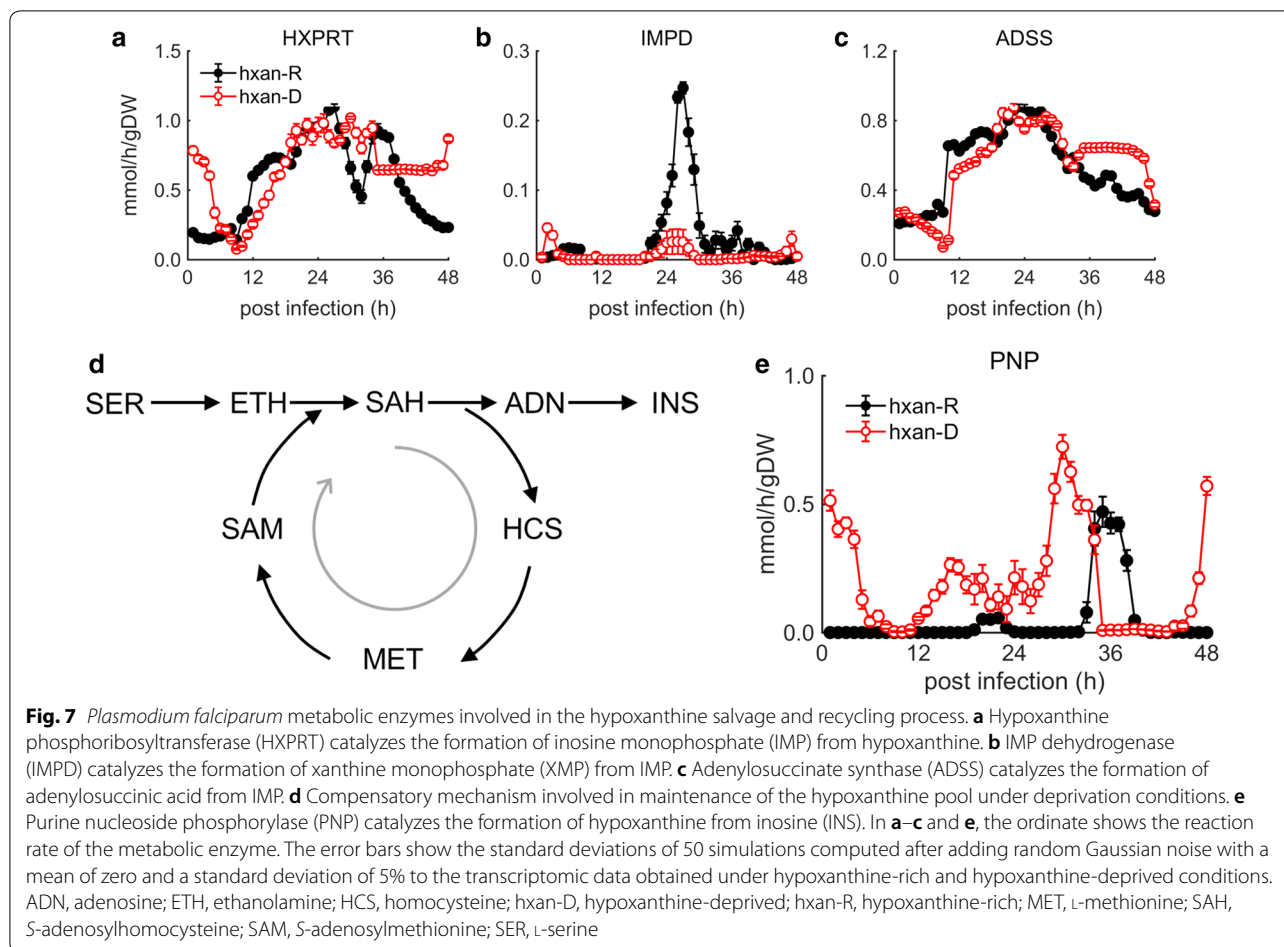 a HXPRT
mmol/h/gDW
1.5
1.0
0.5
0.0
hxan-R
hxan-D
0 12 24 36 48
post infection (h)
b IMPD
0.3
0.2
0.1
0.0
0 12 24 36 48
post infection (h)
c ADSS
1.2
0.8
0.4
0.0
0 12 24 36 48
post infection (h)
d
SER ETH SAH ADN INS
SAM HCS
MET
e PNP
mmol/h/gDW
1.0
0.5
0.0
hxan-R
hxan-D
0 12 24 36 48
post infection (h)
Fig. 7 Plasmodium falciparum metabolic enzymes involved in the hypoxanthine salvage and recycling process. a Hypoxanthine
phosphoribosyltransferase (HXPRT) catalyzes the formation of inosine monophosphate (IMP) from hypoxanthine. b IMP dehydrogenase
(IMPD) catalyzes the formation of xanthine monophosphate (XMP) from IMP. c Adenylosuccinate synthase (ADSS) catalyzes the formation of
adenylosuccinic acid from IMP. d Compensatory mechanism involved in maintenance of the hypoxanthine pool under deprivation conditions. e
Purine nucleoside phosphorylase (PNP) catalyzes the formation of hypoxanthine from inosine (INS). In a–c and e, the ordinate shows the reaction
rate of the metabolic enzyme. The error bars show the standard deviations of 50 simulations computed after adding random Gaussian noise with a
mean of zero and a standard deviation of 5% to the transcriptomic data obtained under hypoxanthine-rich and hypoxanthine-deprived conditions.
ADN, adenosine; ETH, ethanolamine; HCS, homocysteine; hxan-D, hypoxanthine-deprived; hxan-R, hypoxanthine-rich; MET, L-methionine; SAH,
S-adenosylhomocysteine; SAM, S-adenosylmethionine; SER, L-serine